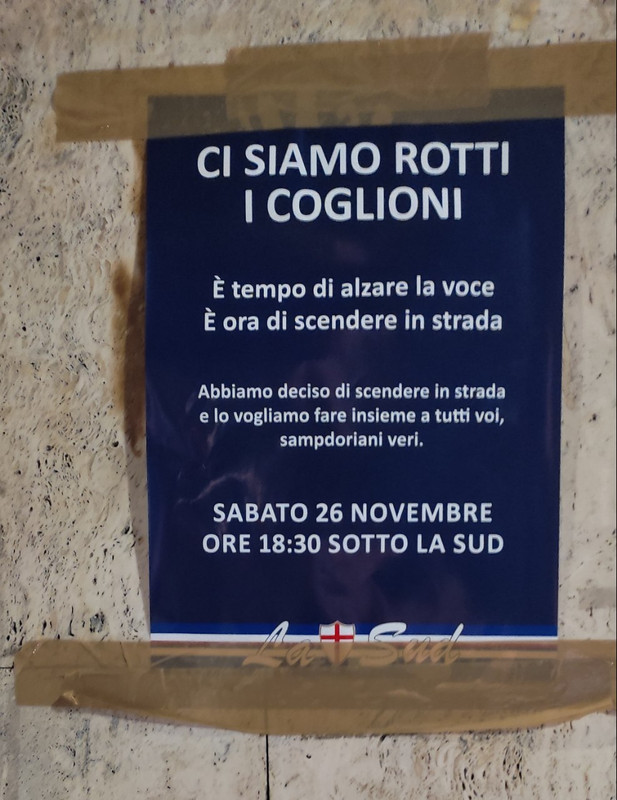 CI SIAMO ROTTI
I COGLIONI
È tempo di alzare la voce
È ora di scendere in strada
Abbiamo deciso di scendere in strada
e lo vogliamo fare insieme a tutti voi,
sampdoriani veri.
SABATO 26 NOVEMBRE
ORE 18:30 SOTTO LA SUD
La Sud